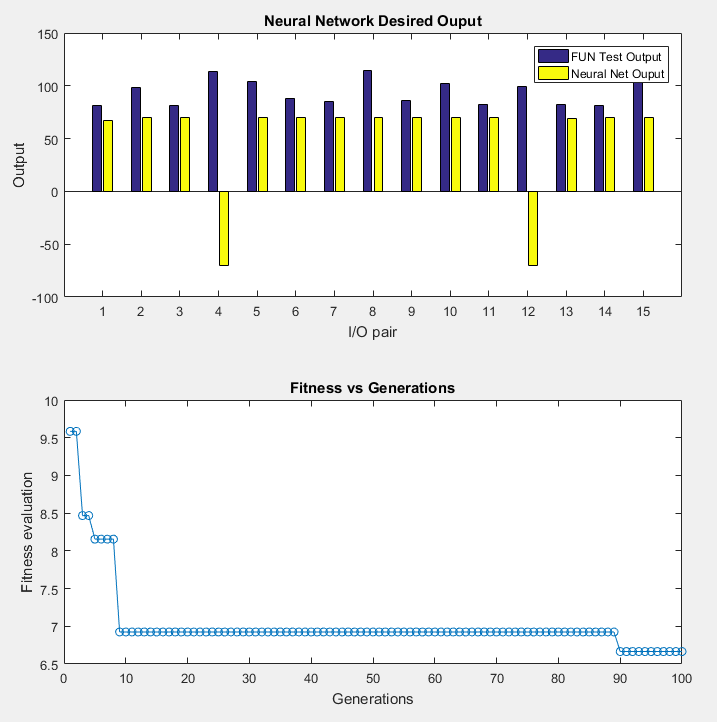 Neural Network Desired Ouput
150
100
50
0
-50
-100
Output
FUN Test Output
Neural Net Ouput
1 2 3 4 5 6 7 8 9 10 11 12 13 14 15
I/O pair
Fitness vs Generations
10
9.5
9
8.5
8
7.5
7
6.5
Fitness evaluation
0 10 20 30 40 50 60 70 80 90 100
Generations